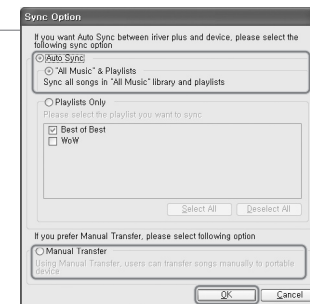 Sync Option
If you want Auto Sync between iriver plus and device, please select the
following sync option
Auto Sync
"All Music" & Playlists
Sync all songs in "All Music" library and playlists
Playlists Only
Please select the playlist you want to sync
Best of Best
WoW
Select All Deselect All
If you prefer Manual Transfer, please select following option
Manual Transfer
Using Manual Transfer, users can transfer songs manually to portable
device
OK Cancel